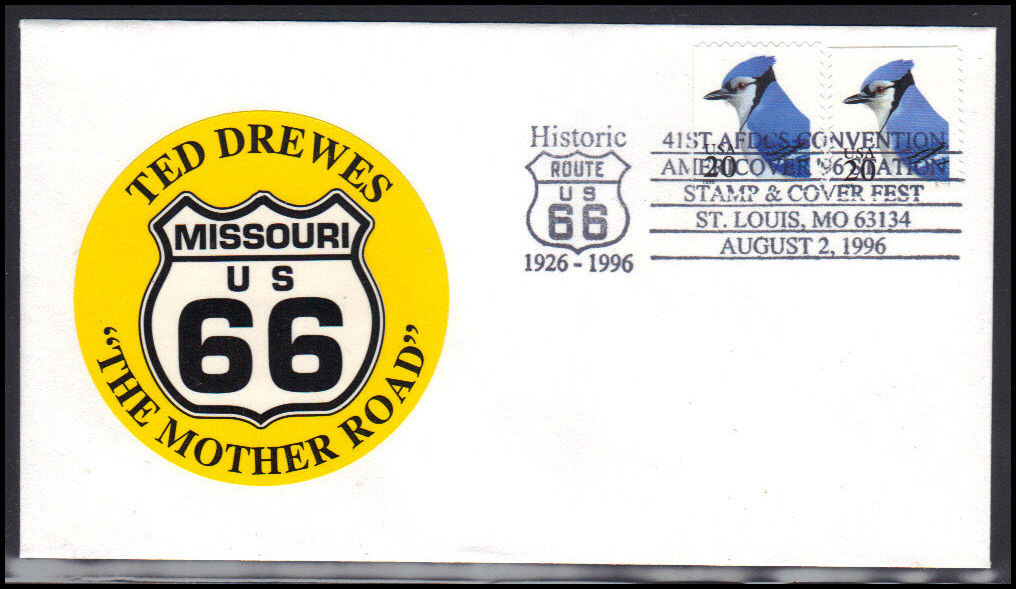 TED DREWES
MISSOURI
US
66
"THE MOTHER ROAD"
Historic
ROUTE
US
66
1926 - 1996
41ST AFDCS CONVENTION
AMERICOVER '96 STATION
STAMP & COVER FEST
ST. LOUIS, MO 63134
AUGUST 2, 1996
USA
20
USA
20